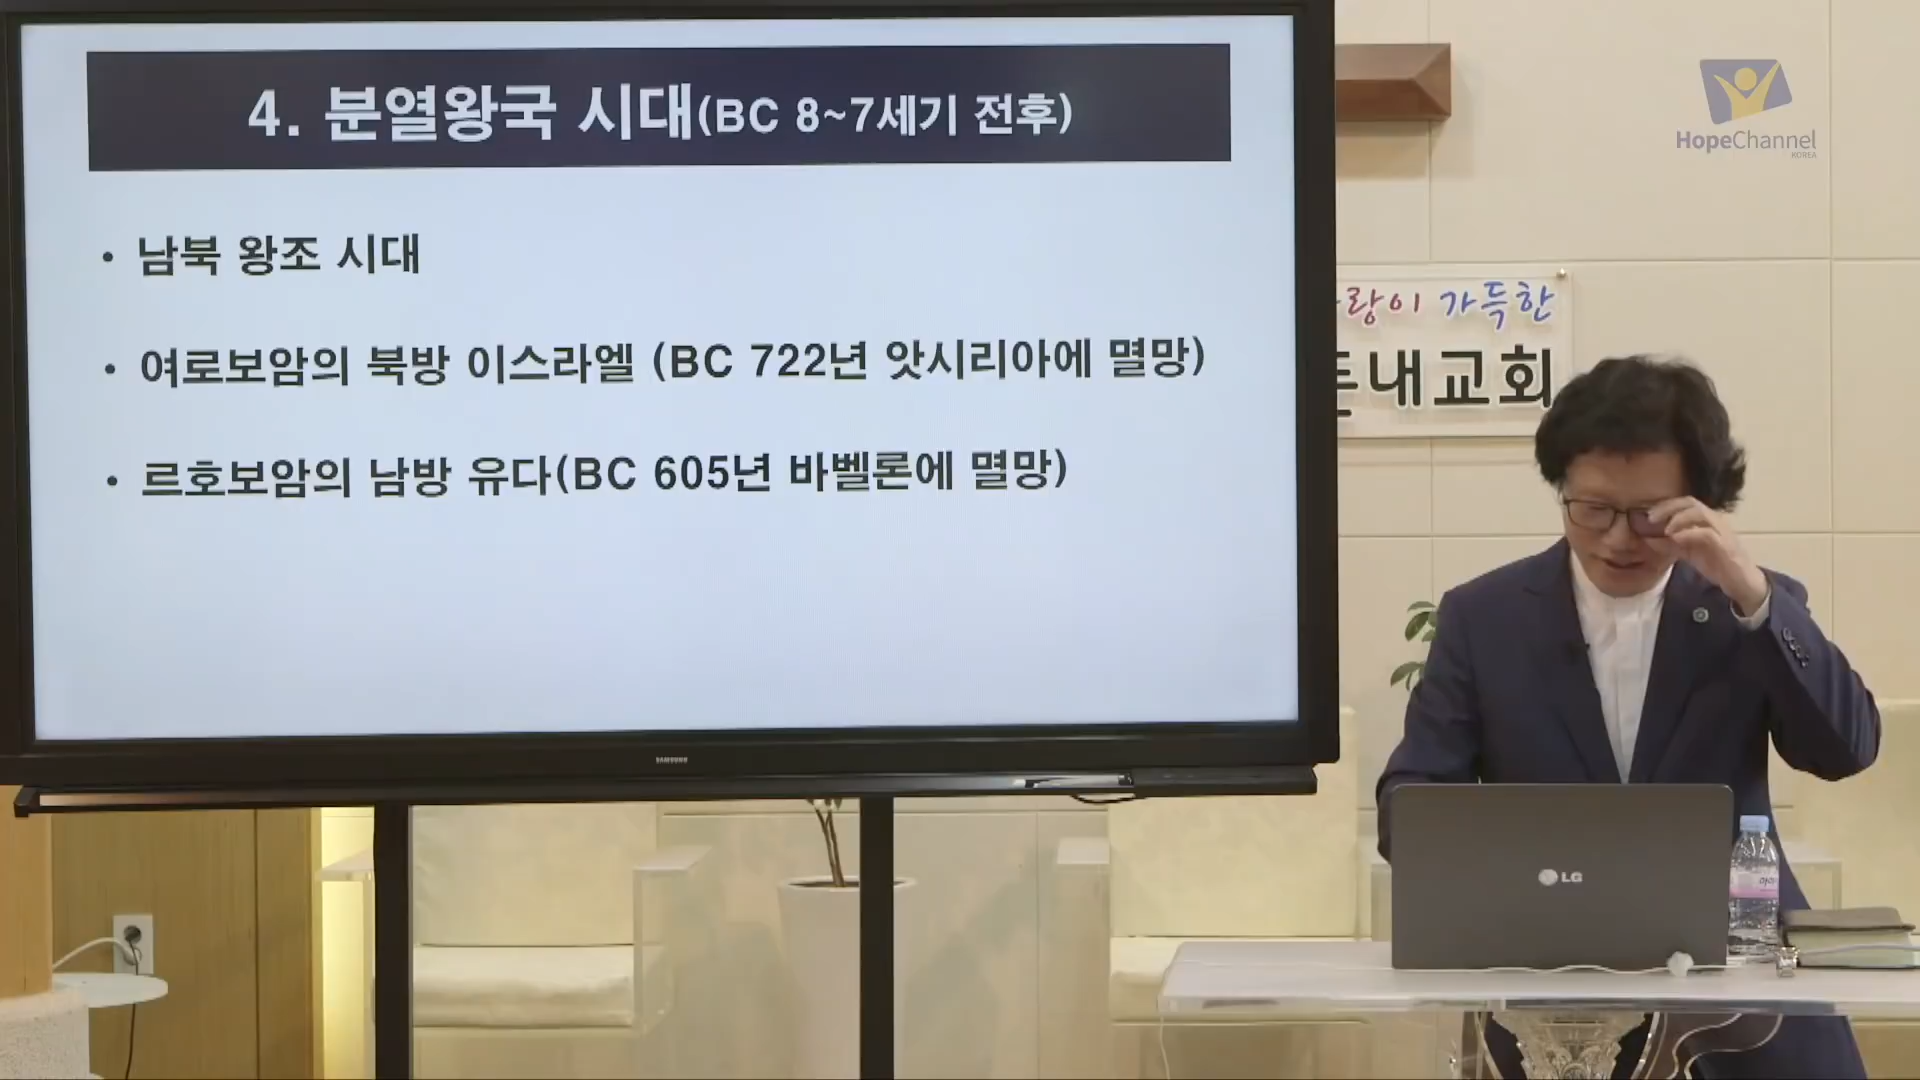 4. 분열왕국 시대(BC 8~7세기 전후)
• 남북 왕조 시대
• 여로보암의 북방 이스라엘 (BC 722년 앗시리아에 멸망)
• 르호보암의 남방 유다(BC 605년 바벨론에 멸망)
SAMSUNG
HopeChannel
KOREA
랑이 가득한
내교회
LG